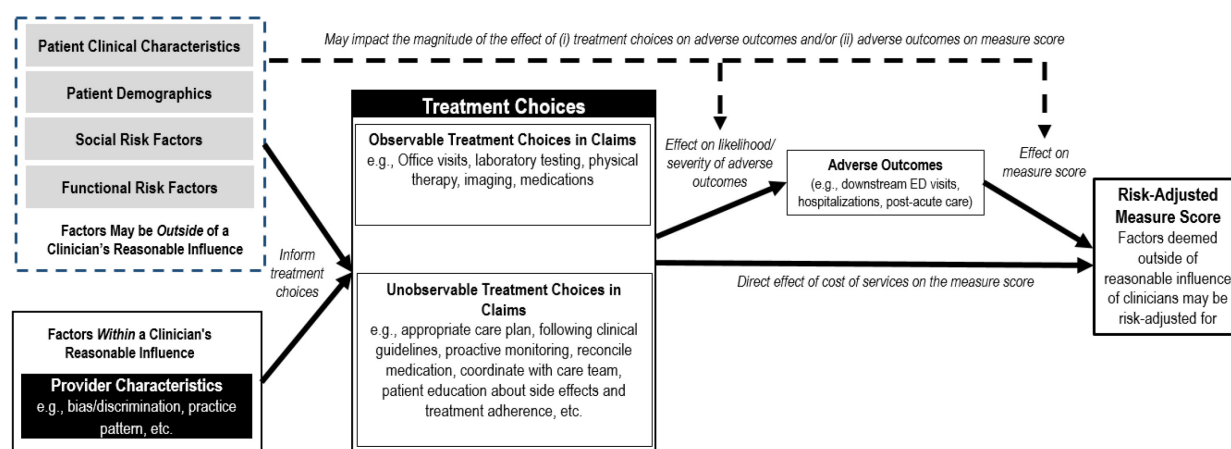 Patient Clinical Characteristics
Patient Demographics
Social Risk Factors
Functional Risk Factors
Factors May be Outside of a
Clinician's Reasonable Influence
Factors Within a Clinician's
Reasonable Influence
Provider Characteristics
e.g., bias/discrimination, practice
pattern, etc.
Inform
treatment
choices
May impact the magnitude of the effect of (i) treatment choices on adverse outcomes and/or (ii) adverse outcomes on measure score
Treatment Choices
Observable Treatment Choices in Claims
e.g., Office visits, laboratory testing, physical
therapy, imaging, medications
Unobservable Treatment Choices in
Claims
e.g., appropriate care plan, following clinical
guidelines, proactive monitoring, reconcile
medication, coordinate with care team,
patient education about side effects and
treatment adherence, etc.
Effect on likelihood/
severity of adverse
outcomes
Adverse Outcomes
(e.g., downstream ED visits,
hospitalizations, post-acute care)
Effect on
measure score
Direct effect of cost of services on the measure score
Risk-Adjusted
Measure Score
Factors deemed
outside of
reasonable influence
of clinicians may be
risk-adjusted for